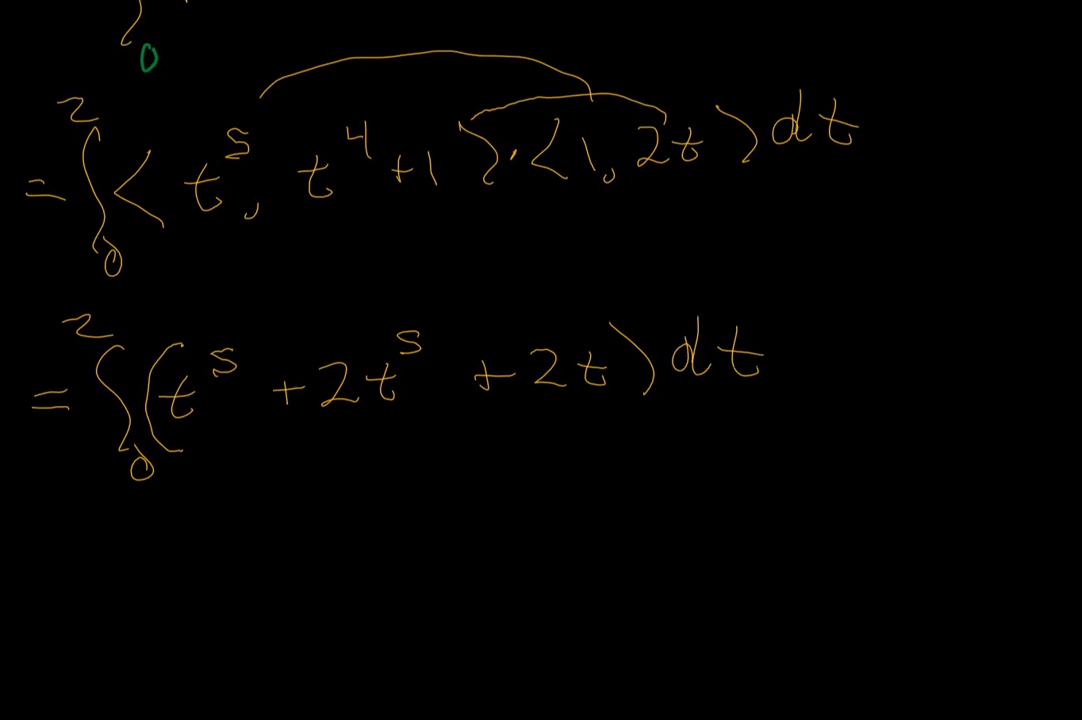 0
= ∫₀² < t⁵, t⁴ + 1 > · < 1, 2t > dt
= ∫₀² (t⁵ + 2t⁵ + 2t) dt